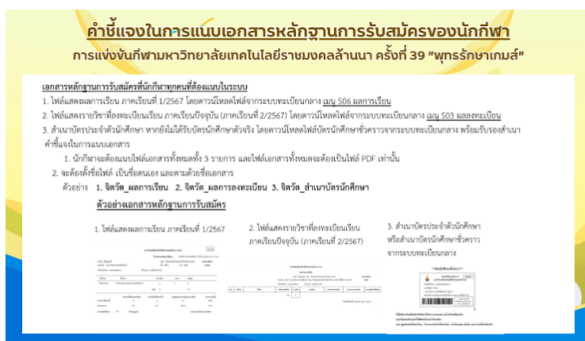 คำชี้แจงในการแนบเอกสารหลักฐานการรับสมัครของนักกีฬา
การแข่งขันกีฬามหาวิทยาลัยเทคโนโลยีราชมงคลล้านนา ครั้งที่ 39 "พุทธรักษาเกมส์"
เอกสารหลักฐานการรับสมัครที่นักกีฬาทุกคนที่ต้องแนบในระบบ
1. ไฟล์แสดงผลการเรียน ภาคเรียนที่ 1/2567 โดยดาวน์โหลดไฟล์จากระบบทะเบียนกลาง เมนู 506 ผลการเรียน
2. ไฟล์แสดงรายวิชาที่ลงทะเบียนเรียน ภาคเรียนปัจจุบัน (ภาคเรียนที่ 2/2567) โดยดาวน์โหลดไฟล์จากระบบทะเบียนกลาง เมนู 503 ผลลงทะเบียน
3. สำเนาบัตรประจำตัวนักศึกษา หากยังไม่ได้รับบัตรนักศึกษาตัวจริง โดยดาวน์โหลดไฟล์บัตรนักศึกษาชั่วคราวจากระบบทะเบียนกลาง พร้อมรับรองสำเนา
คำชี้แจงในการแนบเอกสาร
1. นักกีฬาจะต้องแนบไฟล์เอกสารทั้งหมดทั้ง 3 รายการ และไฟล์เอกสารทั้งหมดจะต้องเป็นไฟล์ PDF เท่านั้น
2. จะต้องตั้งชื่อไฟล์ เป็นชื่อตนเอง และตามด้วยชื่อเอกสาร
ตัวอย่าง 1. จิตวัต_ผลการเรียน 2. จิตวัต_ผลการลงทะเบียน 3. จิตวัต_สำเนาบัตรนักศึกษา
ตัวอย่างเอกสารหลักฐานการรับสมัคร
1. ไฟล์แสดงผลการเรียน ภาคเรียนที่ 1/2567
2. ไฟล์แสดงรายวิชาที่ลงทะเบียนเรียน
ภาคเรียนปัจจุบัน (ภาคเรียนที่ 2/2567)
3. สำเนาบัตรประจำตัวนักศึกษา
หรือสำเนาบัตรนักศึกษาชั่วคราว
จากระบบทะเบียนกลาง